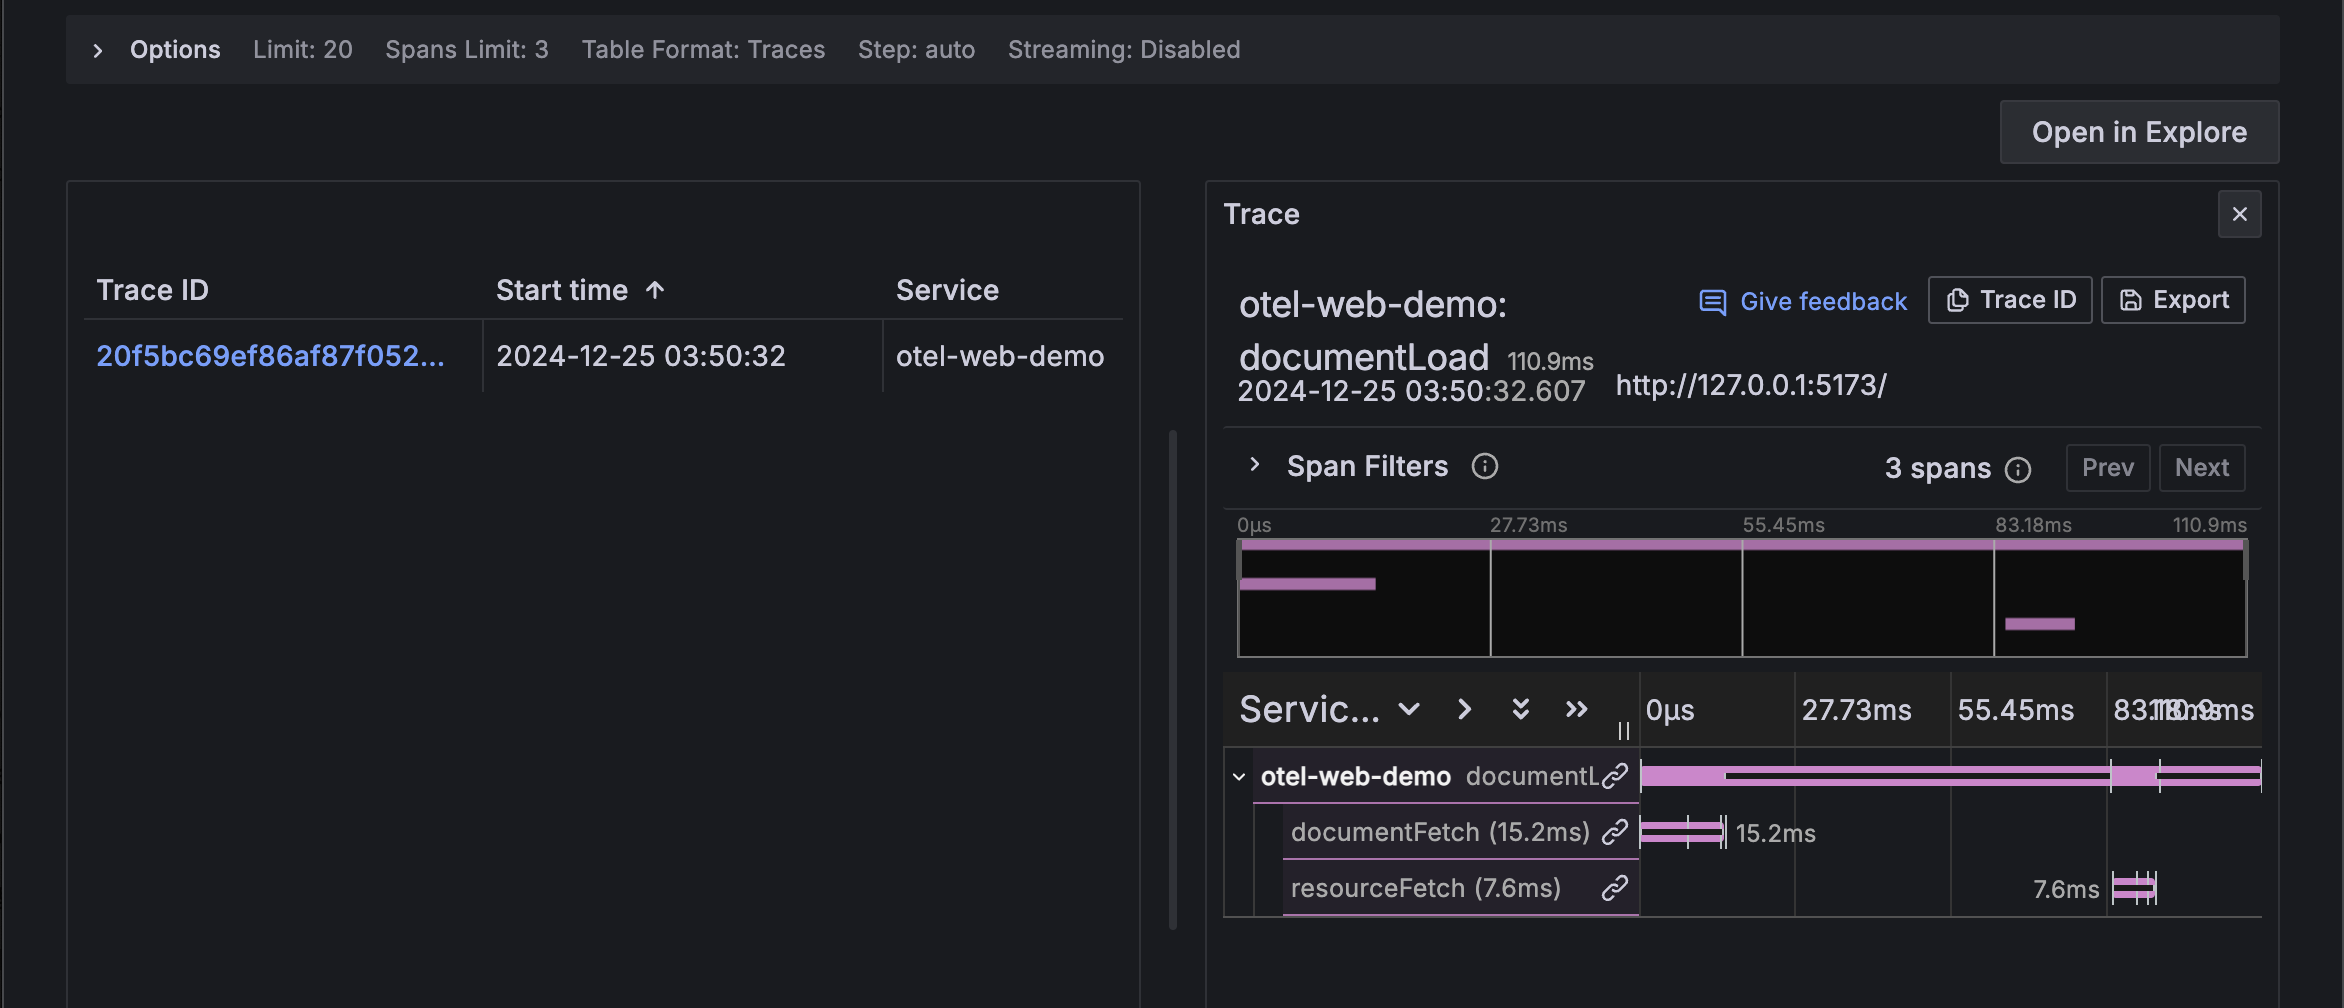 Options Limit: 20 Spans Limit: 3 Table Format: Traces Step: auto Streaming: Disabled
Open in Explore
Trace ID Start time Service
20f5bc69ef86af87f052... 2024-12-25 03:50:32 otel-web-demo
Trace
otel-web-demo:
documentLoad 110.9ms
Give feedback Trace ID Export
2024-12-25 03:50:32.607 http://127.0.0.1:5173/
Span Filters 3 spans Prev Next
0μs 27.73ms 55.45ms 83.18ms 110.9ms
Servic... 0μs 27.73ms 55.45ms 83.18ms 110.9ms
otel-web-demo documentL
documentFetch (15.2ms) 15.2ms
resourceFetch (7.6ms) 7.6ms